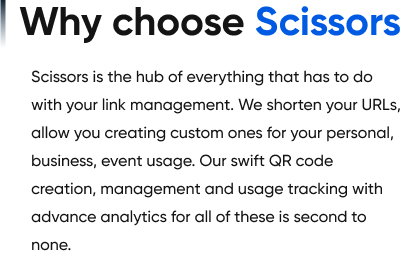 Why choose Scissors
Scissors is the hub of everything that has to do
with your link management. We shorten your URLs,
allow you creating custom ones for your personal,
business, event usage. Our swift QR code
creation, management and usage tracking with
advance analytics for all of these is second to
none.